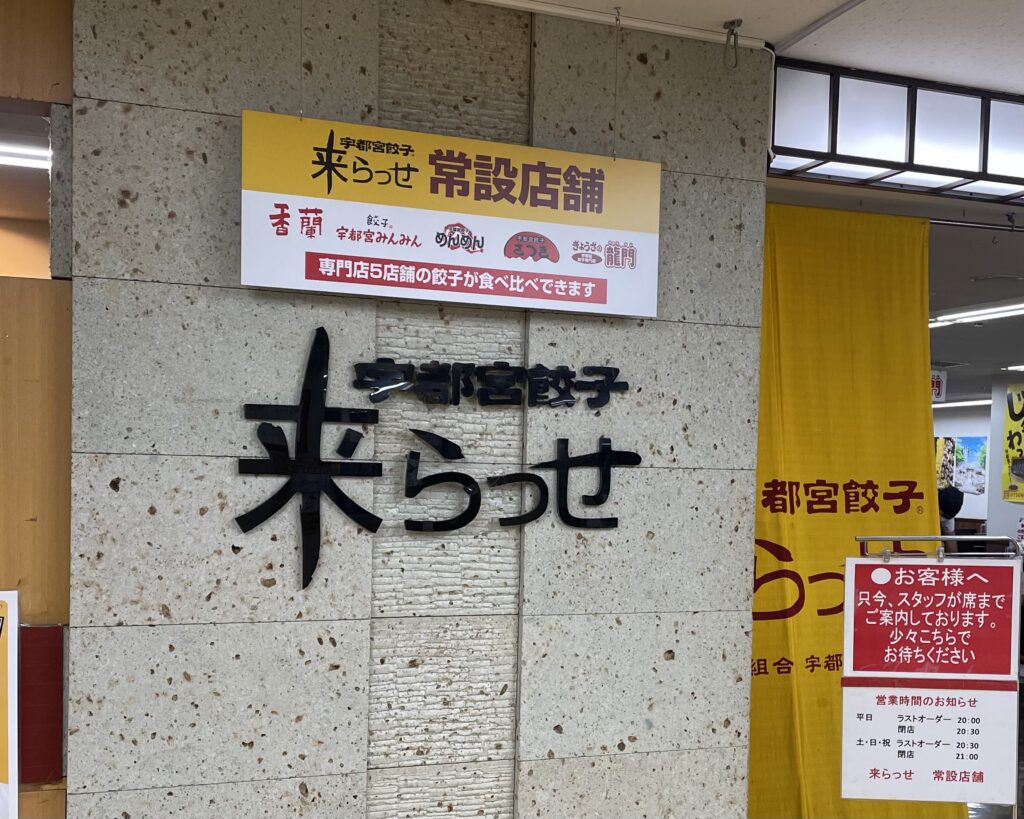 宇都宮餃子®
来らっせ 常設店舗
香蘭
餃子®
宇都宮みんみん
めんめん
宇都宮餃子
さつき
ぎょうざの
龍門
専門店5店舗の餃子が食べ比べできます
宇都宮餃子
来らっせ
都宮餃子®
らっ
組合 宇都
●お客様へ
只今、スタッフが席まで
ご案内しております。
少々こちらで
お待ちください
営業時間のお知らせ
平日 ラストオーダー 20:00
閉店 20:30
土・日・祝 ラストオーダー 20:30
閉店 21:00
来らっせ 常設店舗